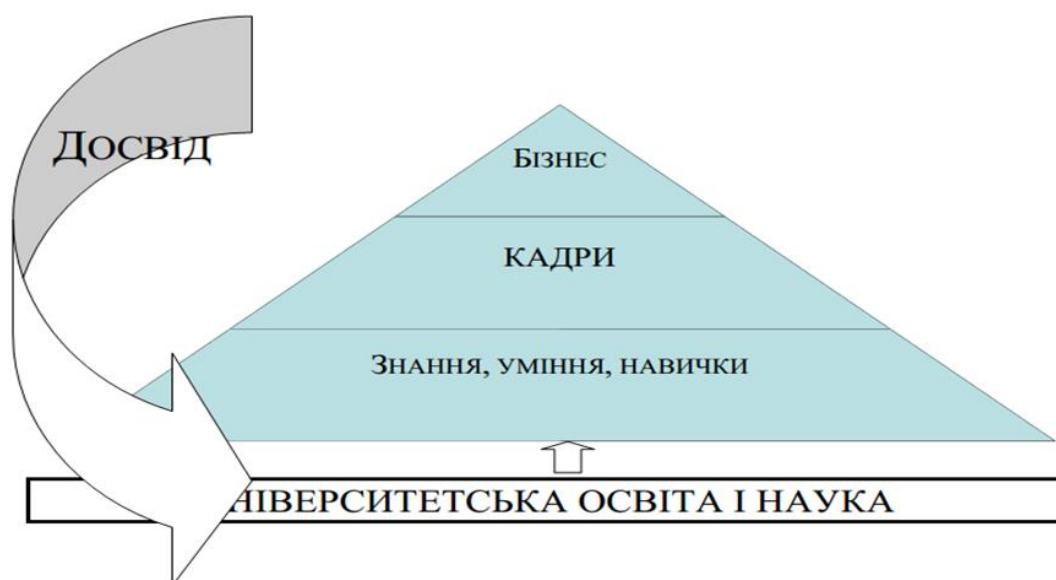 ДОСВІД
БІЗНЕС
КАДРИ
ЗНАННЯ, УМІННЯ, НАВИЧКИ
НІВЕРСИТЕТСЬКА ОСВІТА І НАУКА